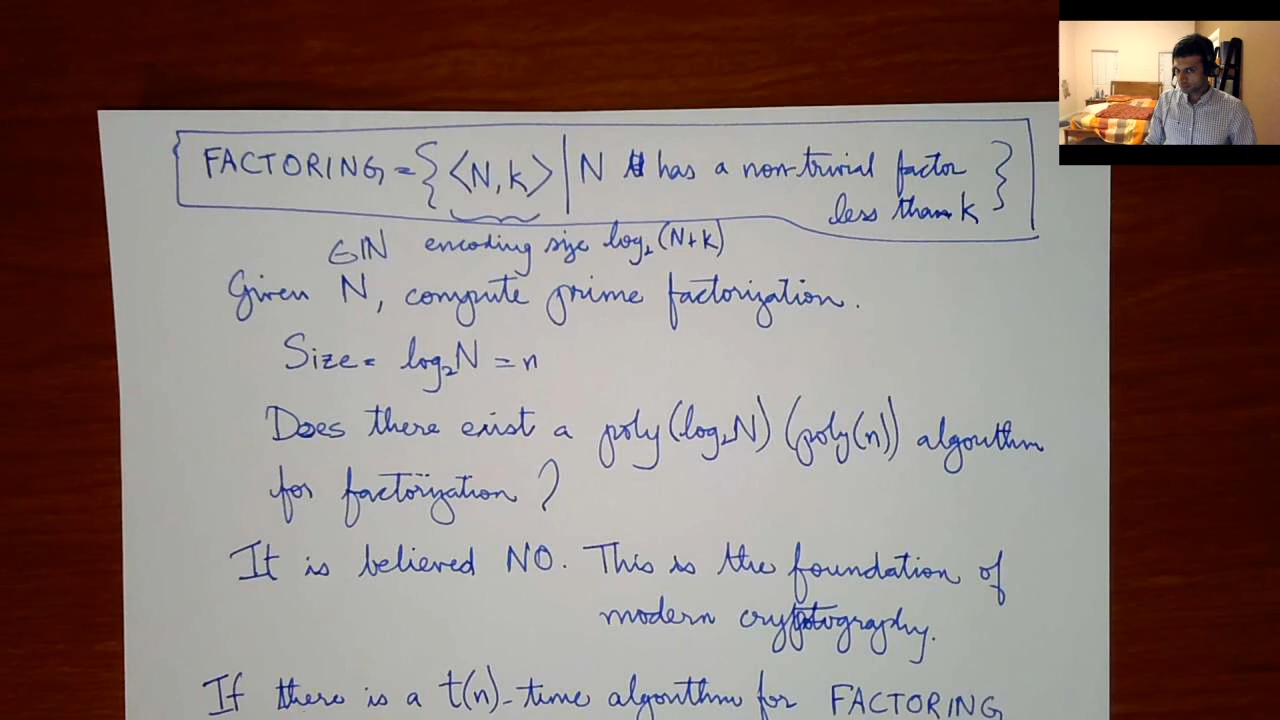 FACTORING = { ⟨N, k⟩ | N has a non-trivial factor
less than k }
∈ IN encoding size log₂(N+k)
Given N, compute prime factorization.
Size = log₂N = n
Does there exist a poly(log₂N) (poly(n)) algorithm
for factorization ?
It is believed NO. This is the foundation of
modern cryptography.
If there is a t(n)-time algorithm for FACTORING